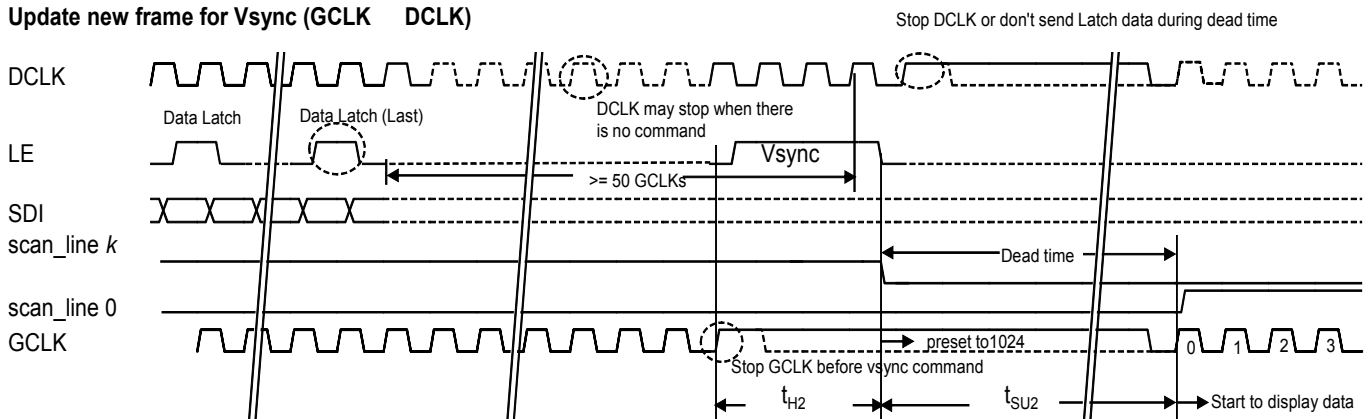 Update new frame for Vsync (GCLK DCLK)
Stop DCLK or don't send Latch data during dead time
DCLK
Data Latch
Data Latch (Last)
DCLK may stop when there
is no command
LE
Vsync
>= 50 GCLKs
SDI
scan_line k
Dead time
scan_line 0
GCLK
preset to1024
0 1 2 3
Stop GCLK before vsync command
tH2
tSU2
Start to display data